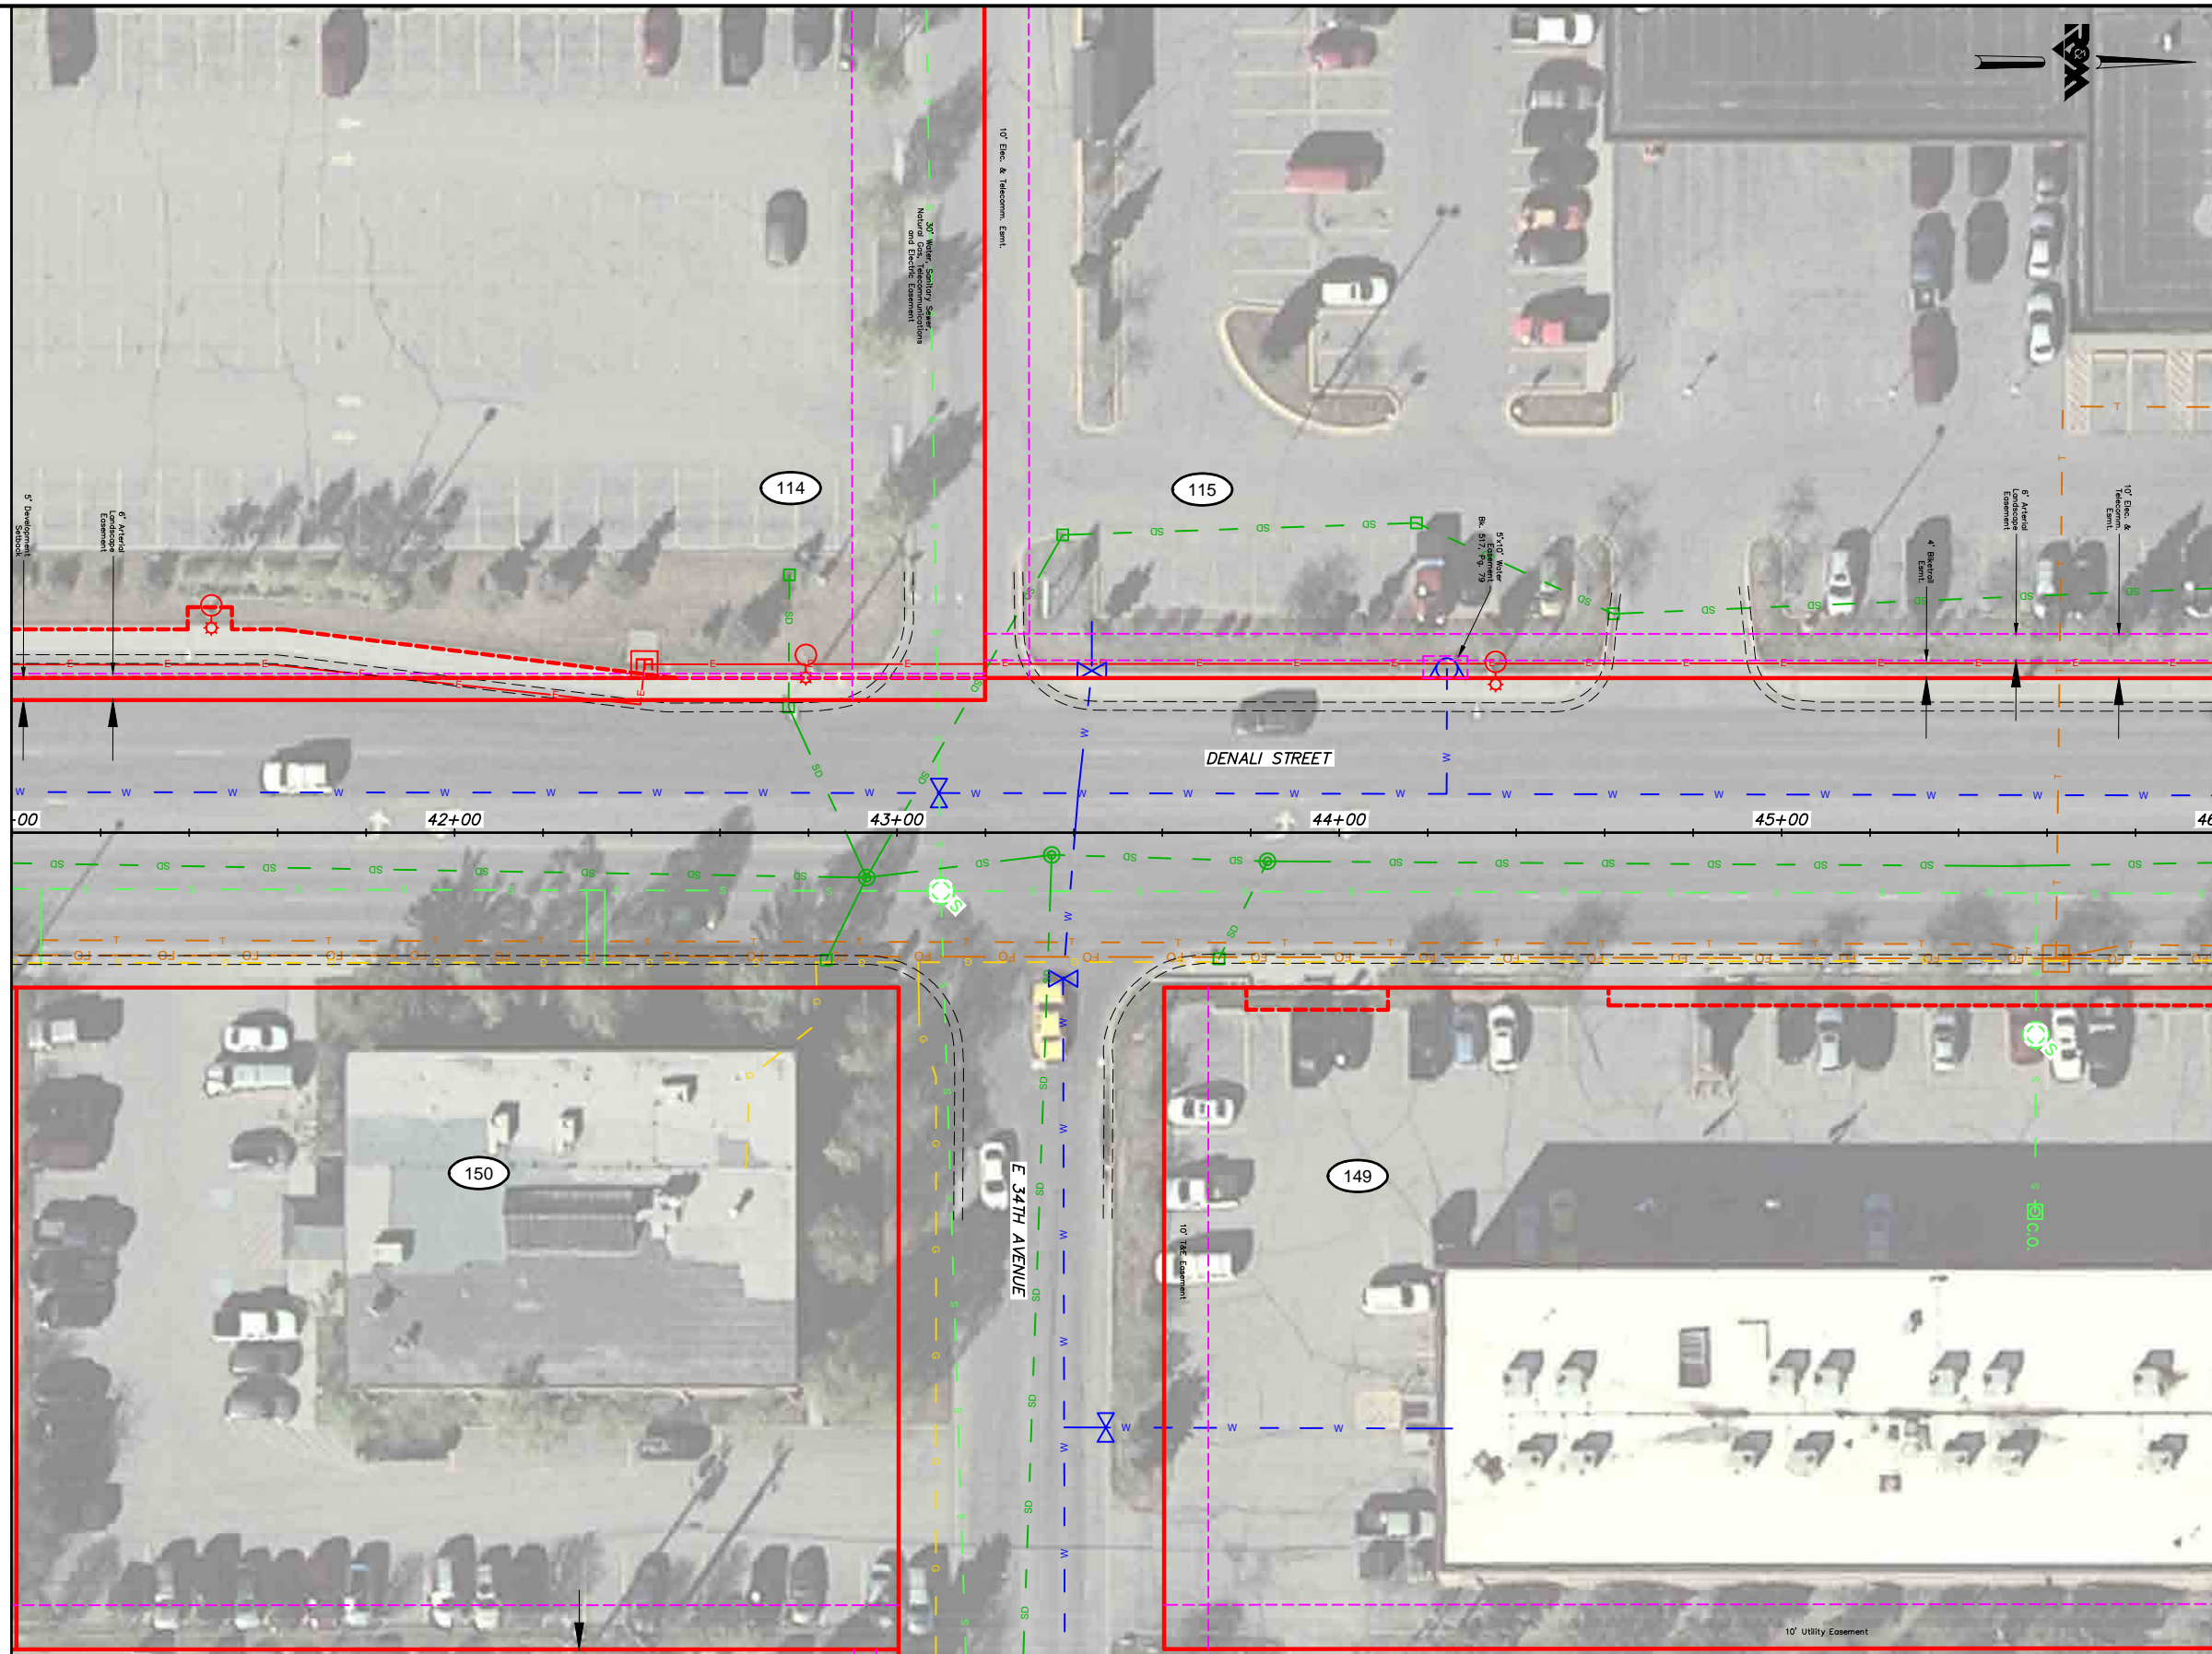 R&M
10' Elec. & Telecomm. Esmt.
30' Water, Sanitary Sewer,
Natural Gas, Telecommunications
and Electric Easement
114
115
5' Development
Setback
6' Arterial
Landscape
Easement
5'x10' Water
Easement
Bk. 517, Pg. 79
4' Biketrail
Esmt.
6' Arterial
Landscape
Easement
10' Elec. &
Telecomm.
Esmt.
DENALI STREET
+00
42+00
43+00
44+00
45+00
46
150
149
E 34TH AVENUE
10' T&E Easement
C.O.
10' Utility Easement